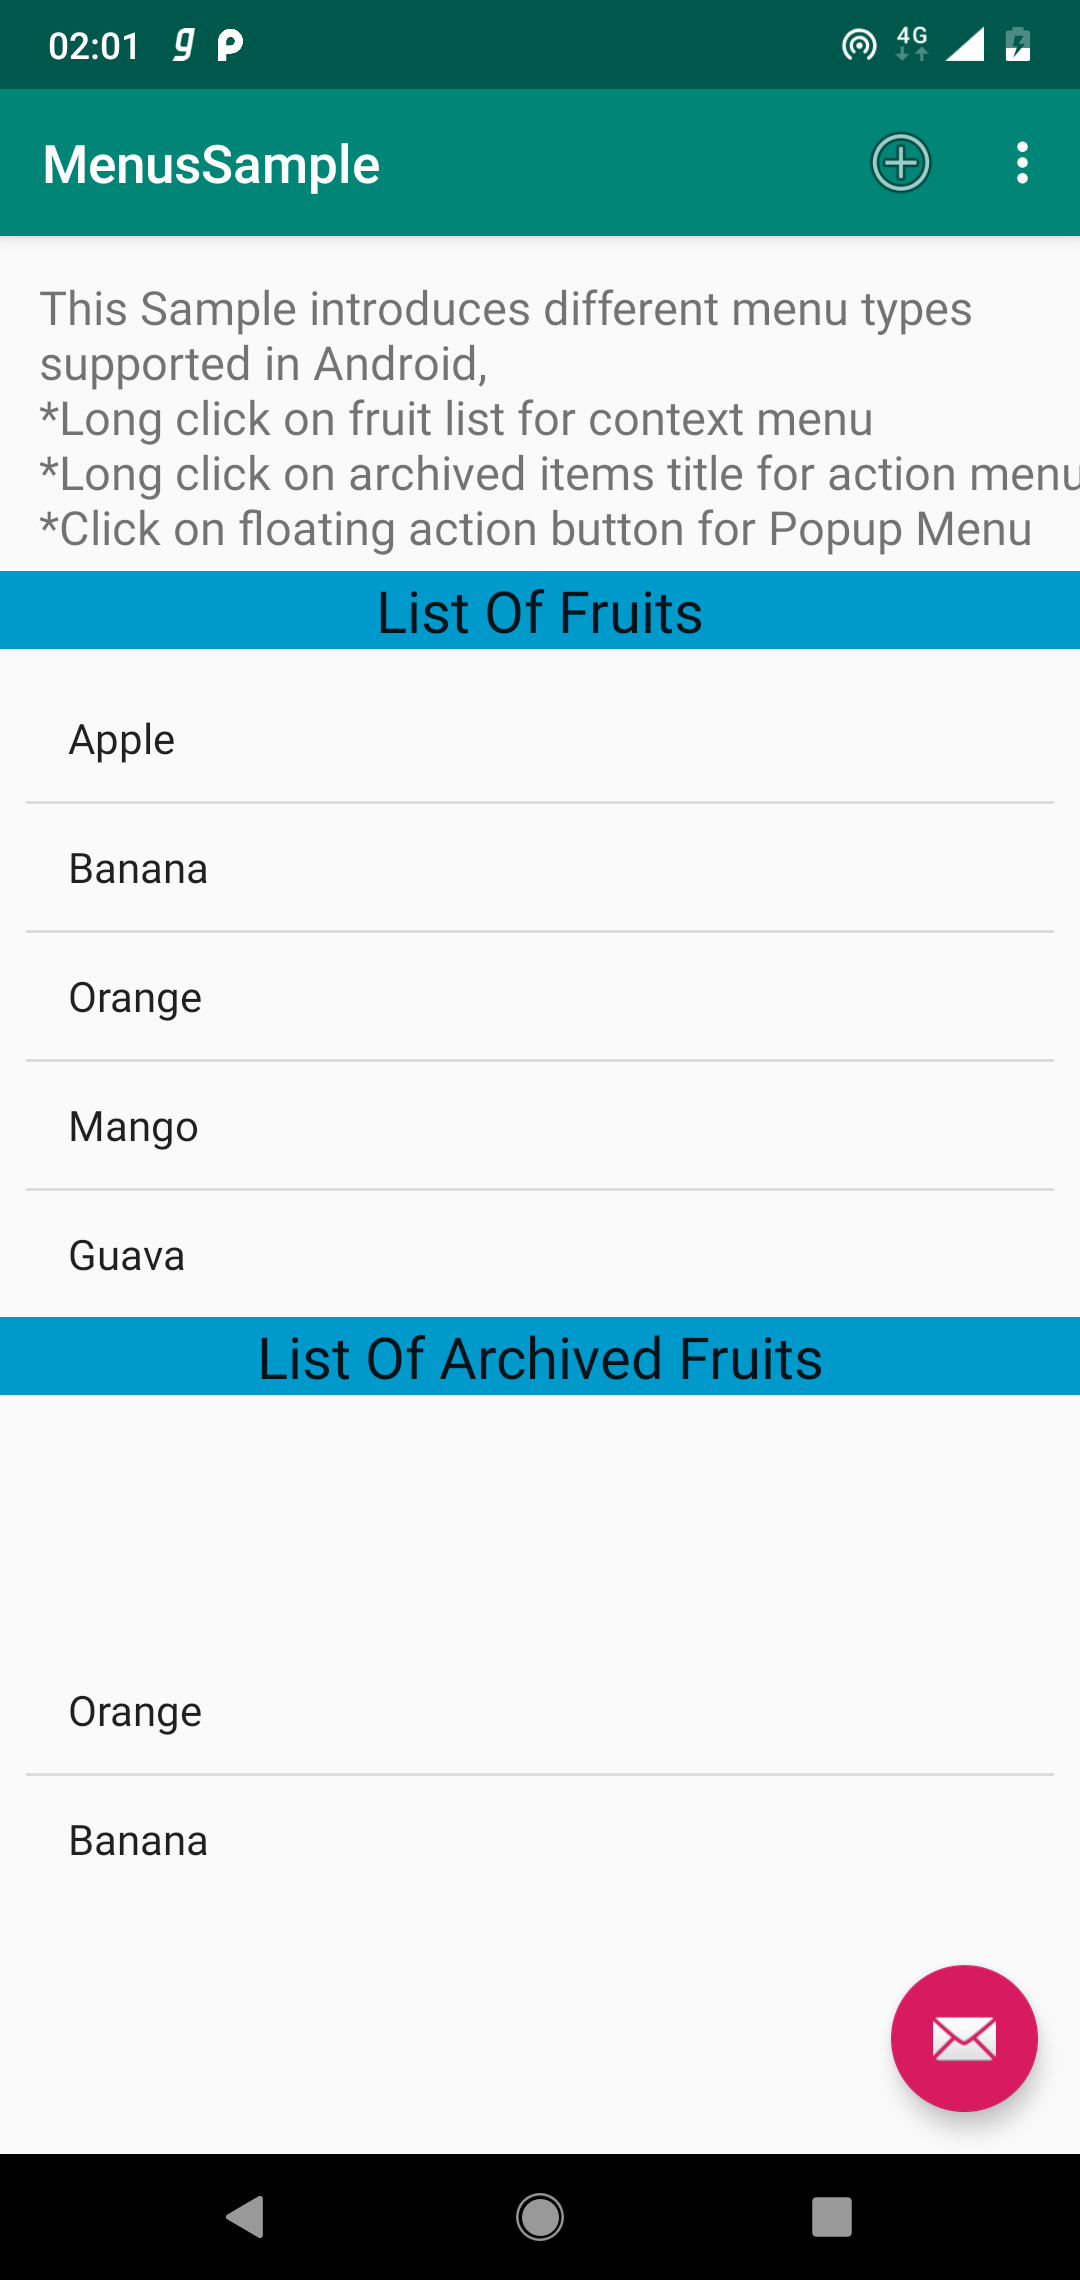 02:01
4G
MenusSample
This Sample introduces different menu types
supported in Android,
*Long click on fruit list for context menu
*Long click on archived items title for action menu
*Click on floating action button for Popup Menu
List Of Fruits
Apple
Banana
Orange
Mango
Guava
List Of Archived Fruits
Orange
Banana